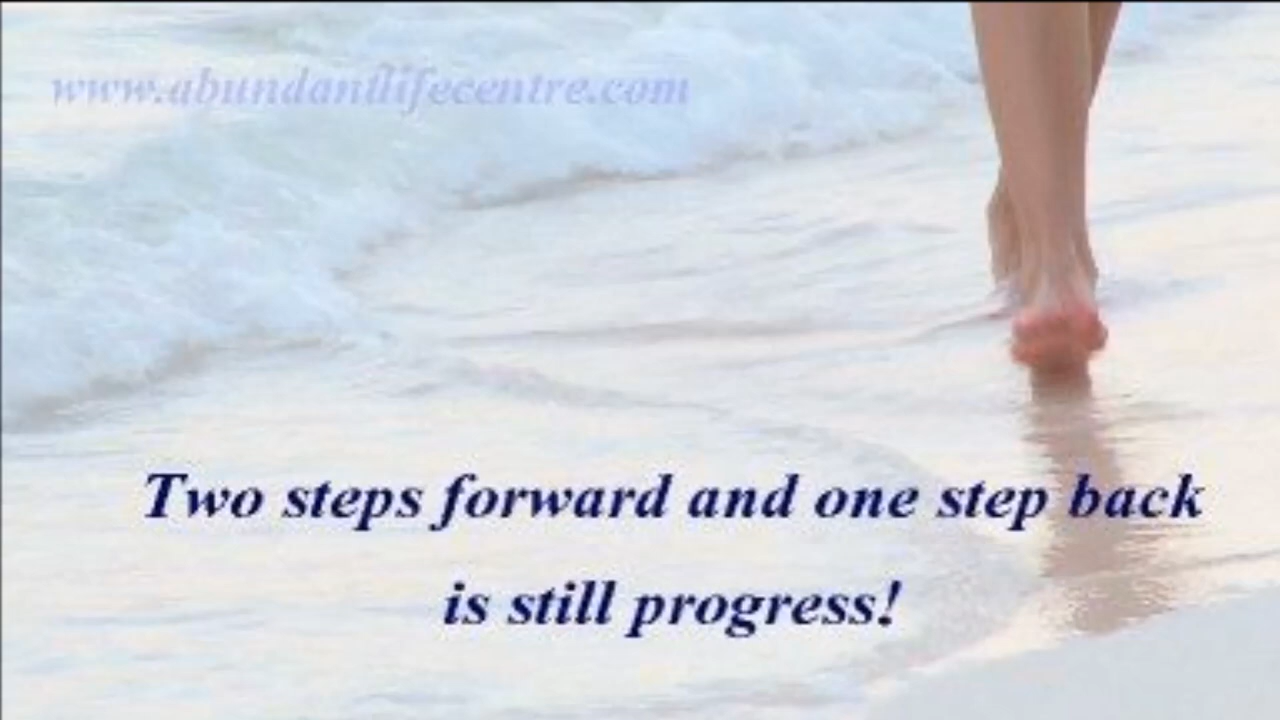 www.abundantlifecentre.com
Two steps forward and one step back
is still progress!